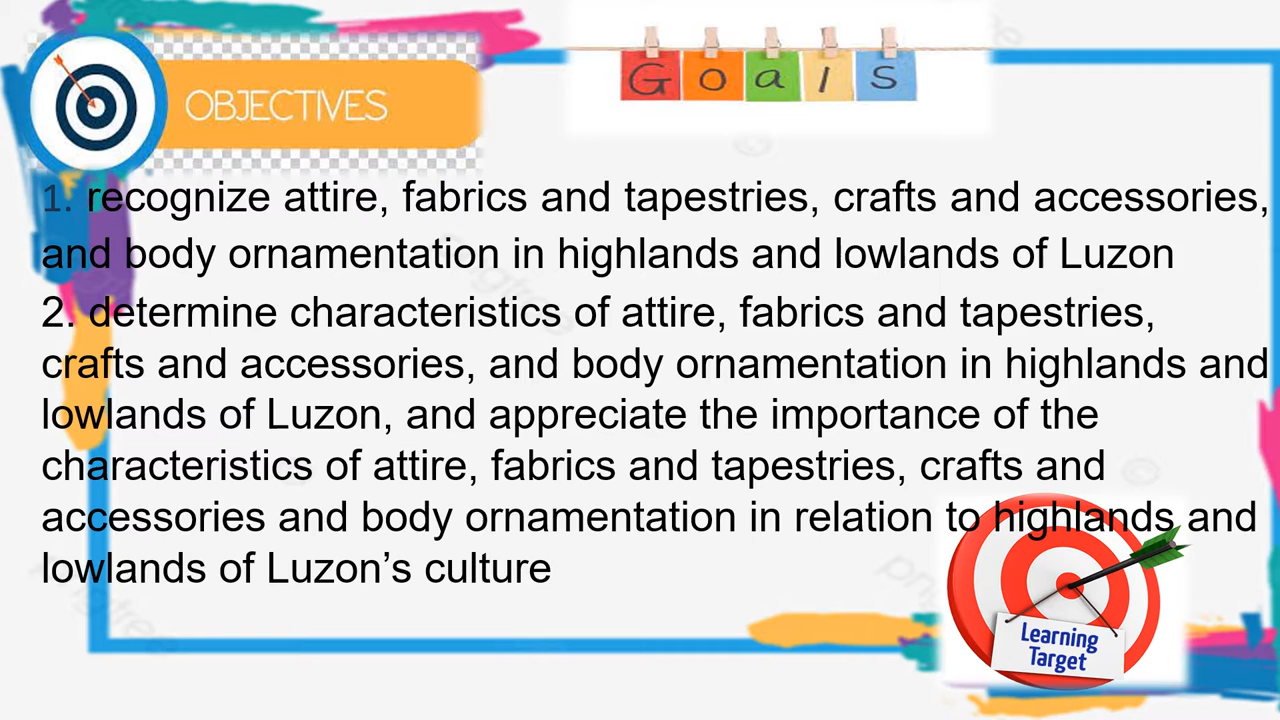 OBJECTIVES
Goals
1. recognize attire, fabrics and tapestries, crafts and accessories,
and body ornamentation in highlands and lowlands of Luzon
2. determine characteristics of attire, fabrics and tapestries,
crafts and accessories, and body ornamentation in highlands and
lowlands of Luzon, and appreciate the importance of the
characteristics of attire, fabrics and tapestries, crafts and
accessories and body ornamentation in relation to highlands and
lowlands of Luzon’s culture
Learning
Target
pngtree